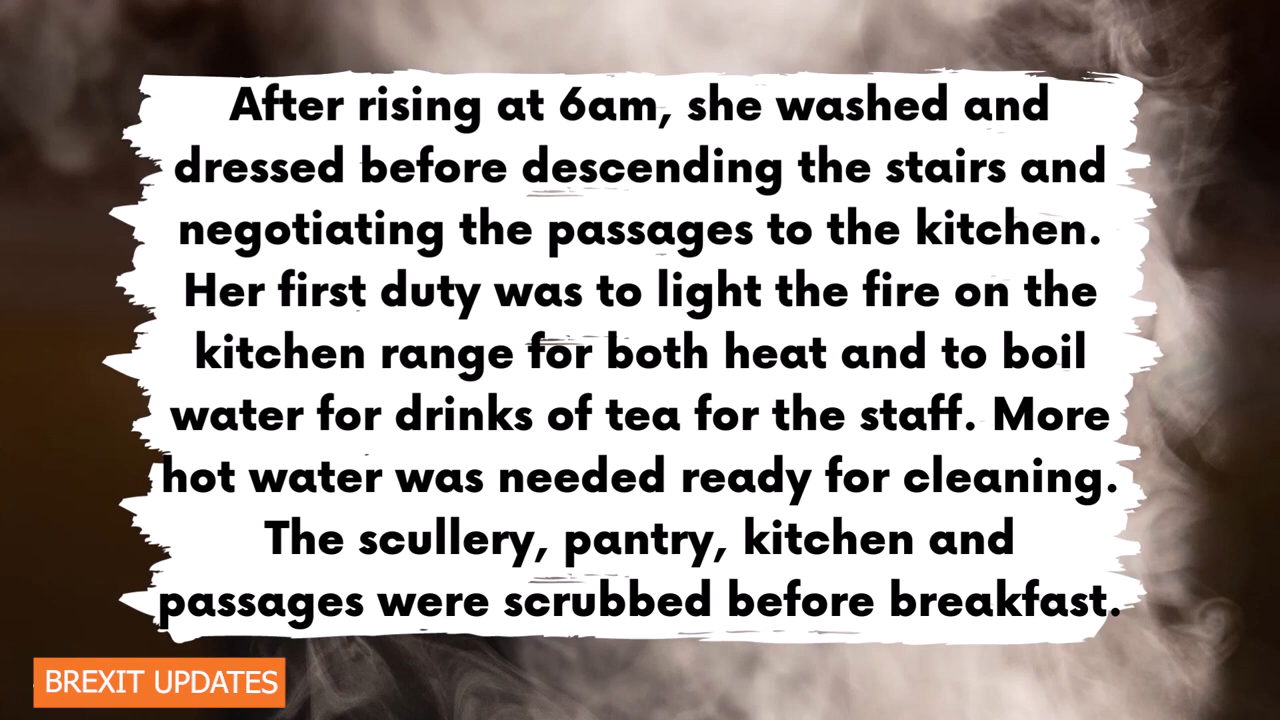 After rising at 6am, she washed and
dressed before descending the stairs and
negotiating the passages to the kitchen.
Her first duty was to light the fire on the
kitchen range for both heat and to boil
water for drinks of tea for the staff. More
hot water was needed ready for cleaning.
The scullery, pantry, kitchen and
passages were scrubbed before breakfast.
BREXIT UPDATES